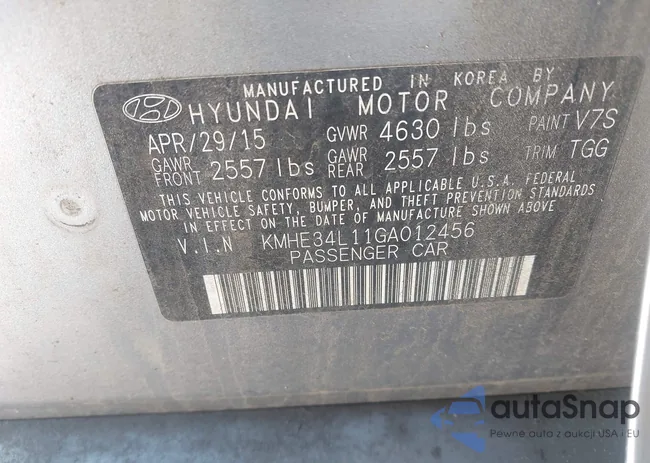 MANUFACTURED IN KOREA BY
HYUNDAI MOTOR COMPANY
APR/29/15 GVWR 4630 lbs PAINT V7S
GAWR FRONT 2557 lbs GAWR REAR 2557 lbs TRIM TGG
THIS VEHICLE CONFORMS TO ALL APPLICABLE U.S.A. FEDERAL
MOTOR VEHICLE SAFETY, BUMPER, AND THEFT PREVENTION STANDARDS
IN EFFECT ON THE DATE OF MANUFACTURE SHOWN ABOVE
V.I.N KMHE34L11GA012456
PASSENGER CAR
autaSnap
Pewne auta z aukcji USA i EU